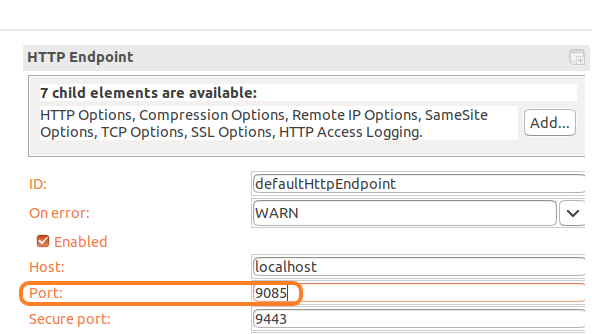 HTTP Endpoint
7 child elements are available:
HTTP Options, Compression Options, Remote IP Options, SameSite
Options, TCP Options, SSL Options, HTTP Access Logging.
Add...
ID: defaultHttpEndpoint
On error: WARN
Enabled
Host: localhost
Port: 9085
Secure port: 9443